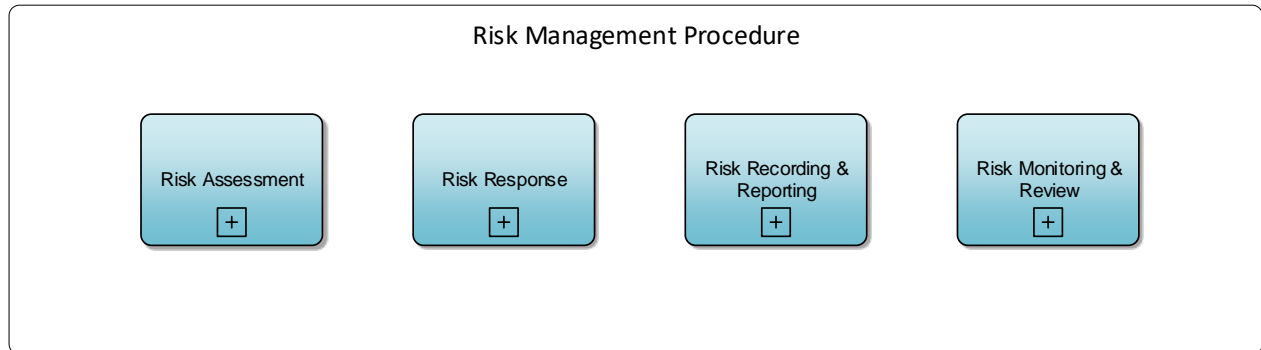 Risk Management Procedure
Risk Assessment
Risk Response
Risk Recording &
Reporting
Risk Monitoring &
Review